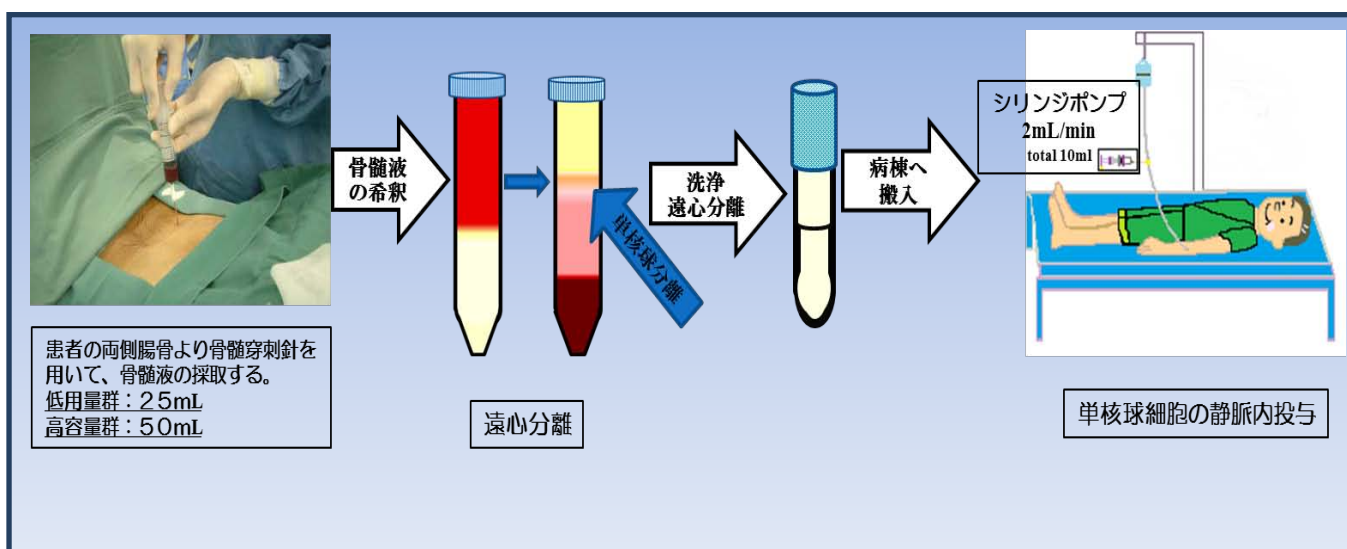 患者の両側腸骨より骨髄穿刺針を
用いて、骨髄液の採取する。
低用量群：２５mL
高容量群：５０mL
骨髄液
の希釈
単核球分離
遠心分離
洗浄
遠心分離
病棟へ
搬入
シリンジポンプ
2mL/min
total 10ml
単核球細胞の静脈内投与